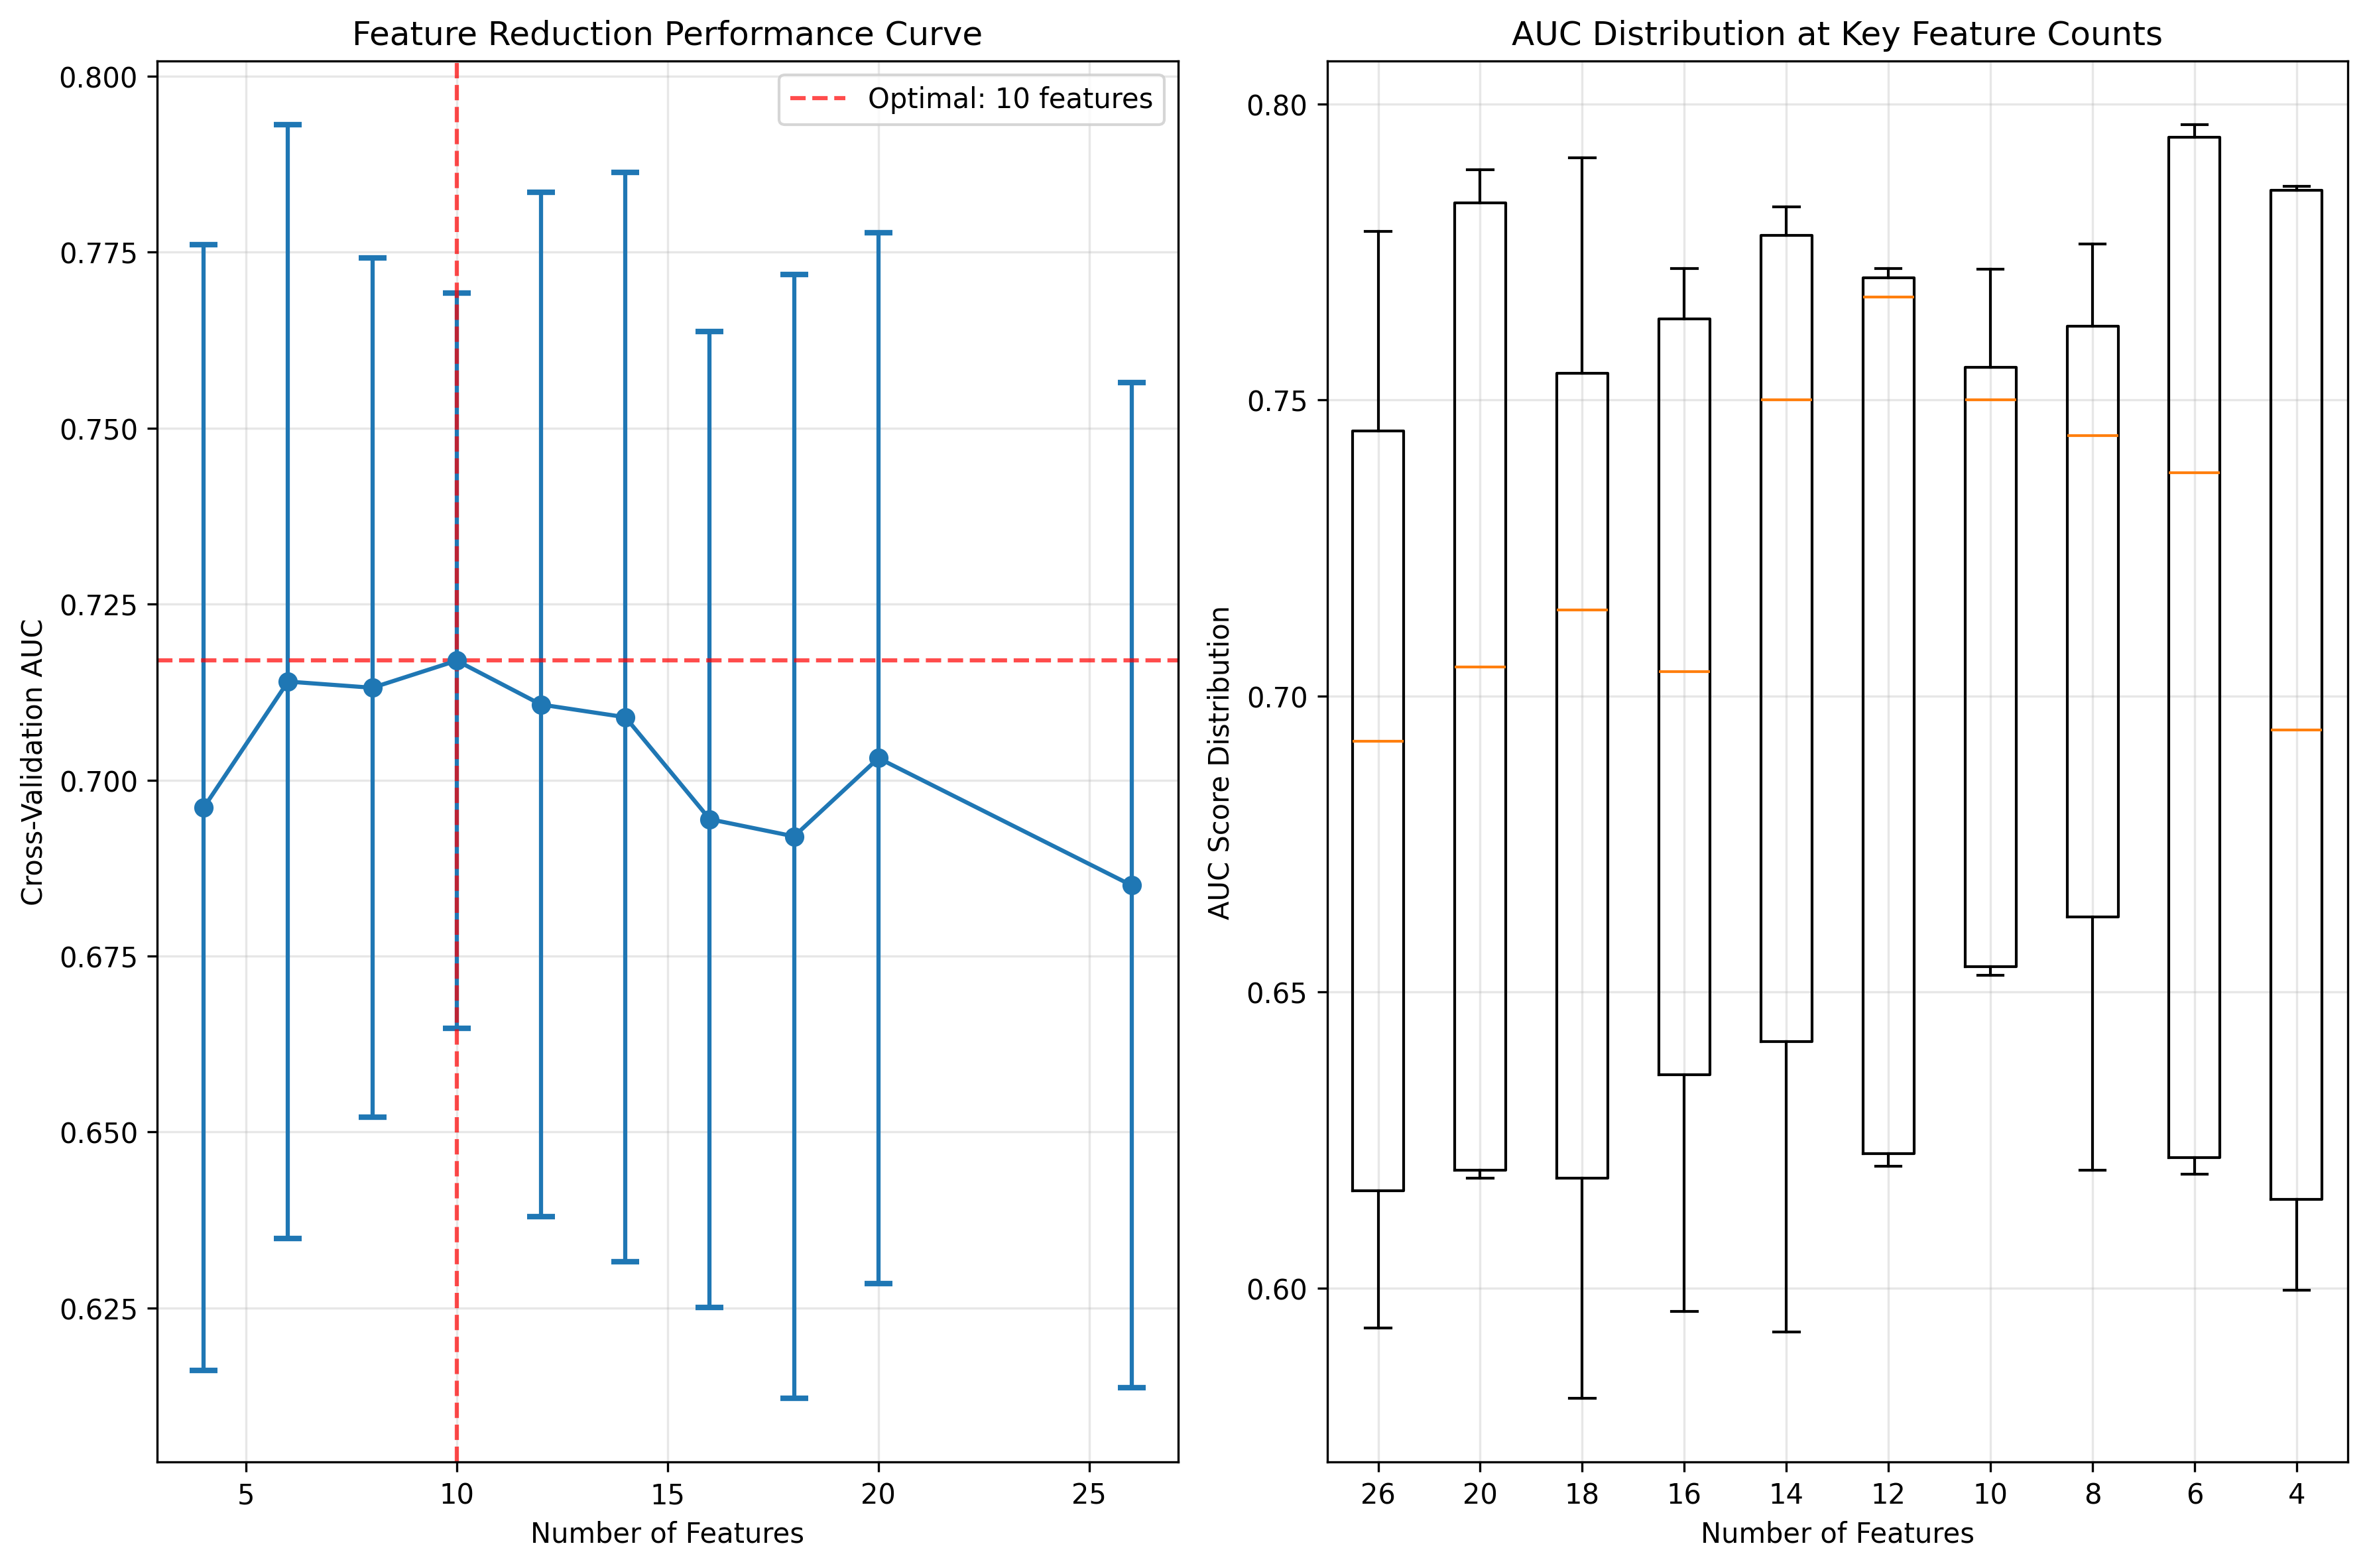 Feature Reduction Performance Curve
Cross-Validation AUC
0.800
0.775
0.750
0.725
0.700
0.675
0.650
0.625
Optimal: 10 features
5 10 15 20 25
Number of Features
AUC Distribution at Key Feature Counts
AUC Score Distribution
0.80
0.75
0.70
0.65
0.60
26 20 18 16 14 12 10 8 6 4
Number of Features